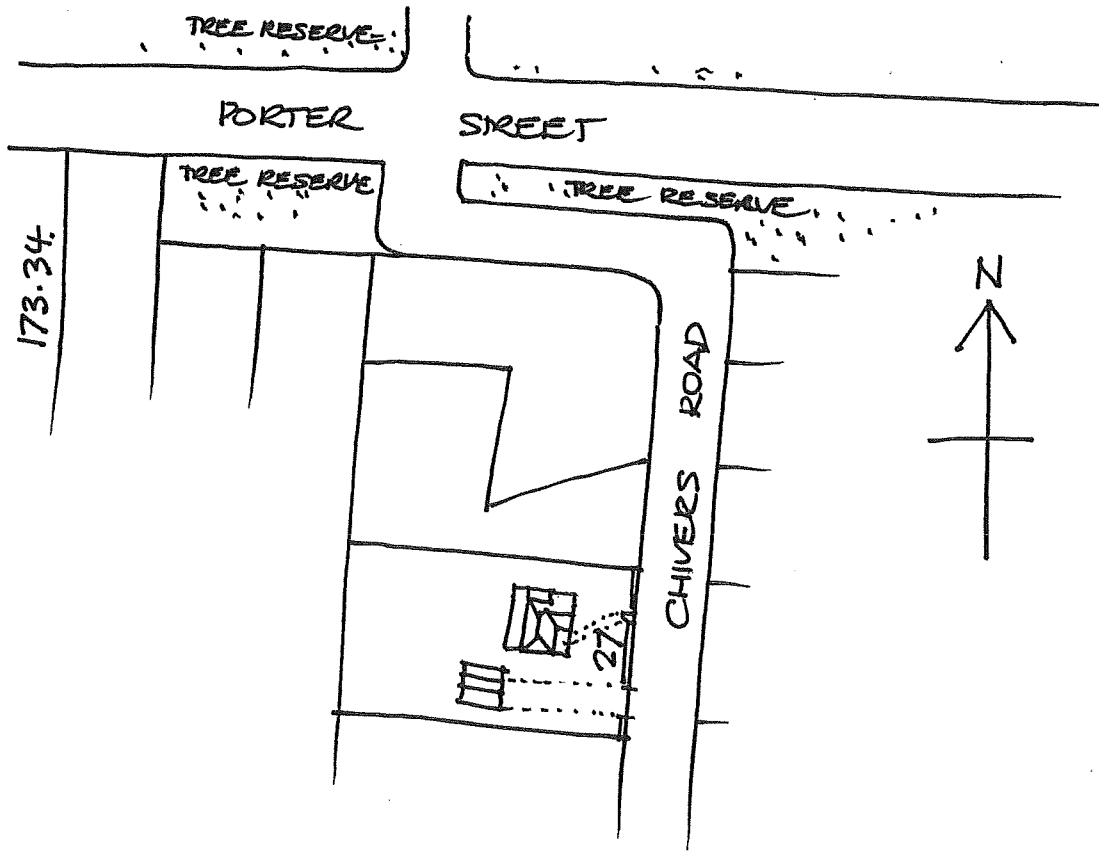 TREE RESERVE
PORTER STREET
TREE RESERVE
TREE RESERVE
173.34.
N
CHIVERS ROAD
27